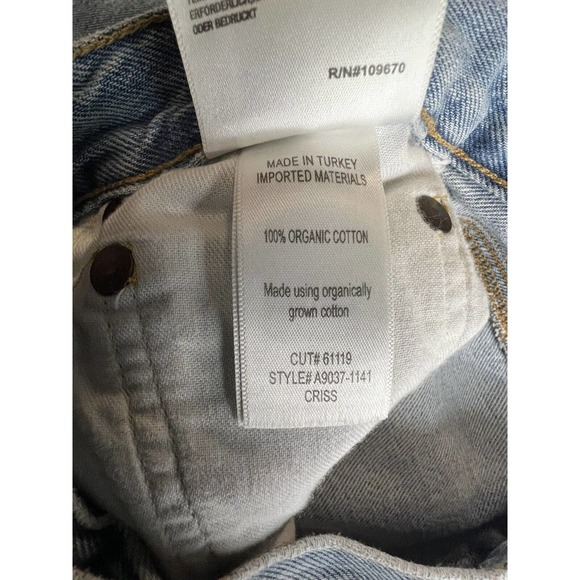 ERFORDERLICH,
ODER BEDRUCKT
R/N#109670
MADE IN TURKEY
IMPORTED MATERIALS
100% ORGANIC COTTON
Made using organically
grown cotton
CUT# 61119
STYLE# A9037-1141
CRISS